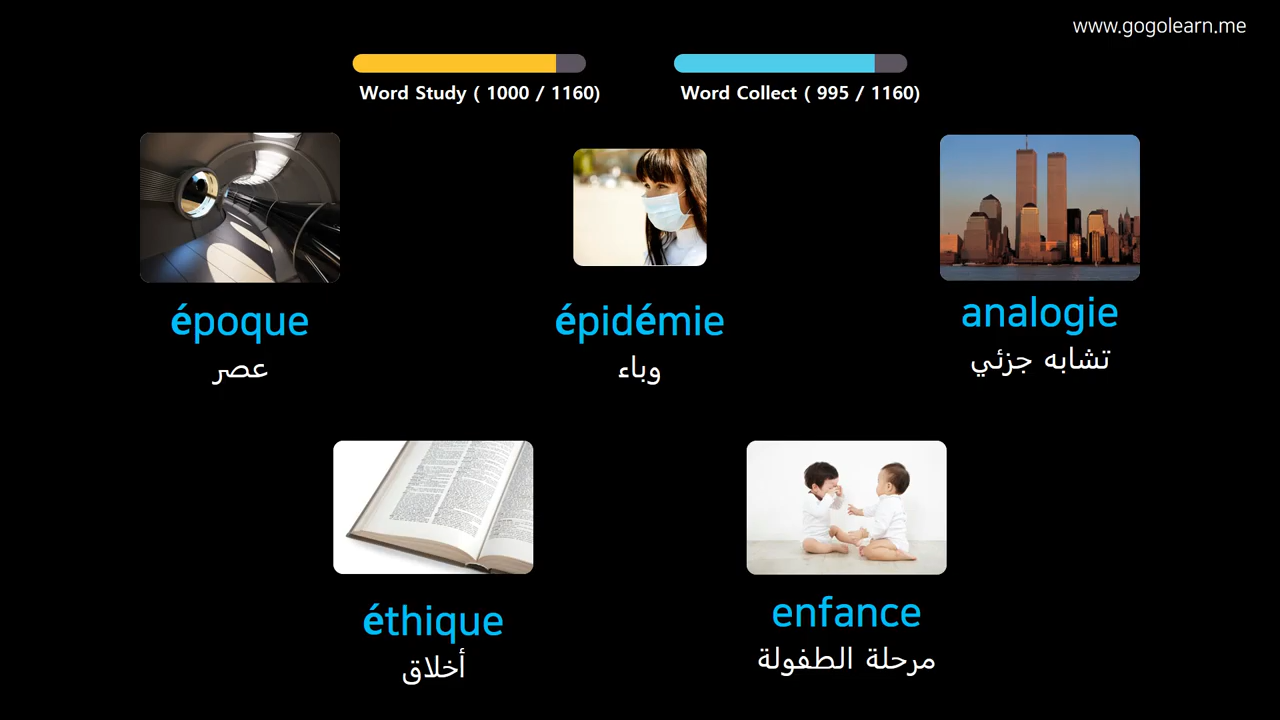 www.gogolearn.me
Word Study ( 1000 / 1160)
Word Collect ( 995 / 1160)
époque
عصر
épidémie
وباء
analogie
تشابه جزئي
éthique
أخلاق
enfance
مرحلة الطفولة